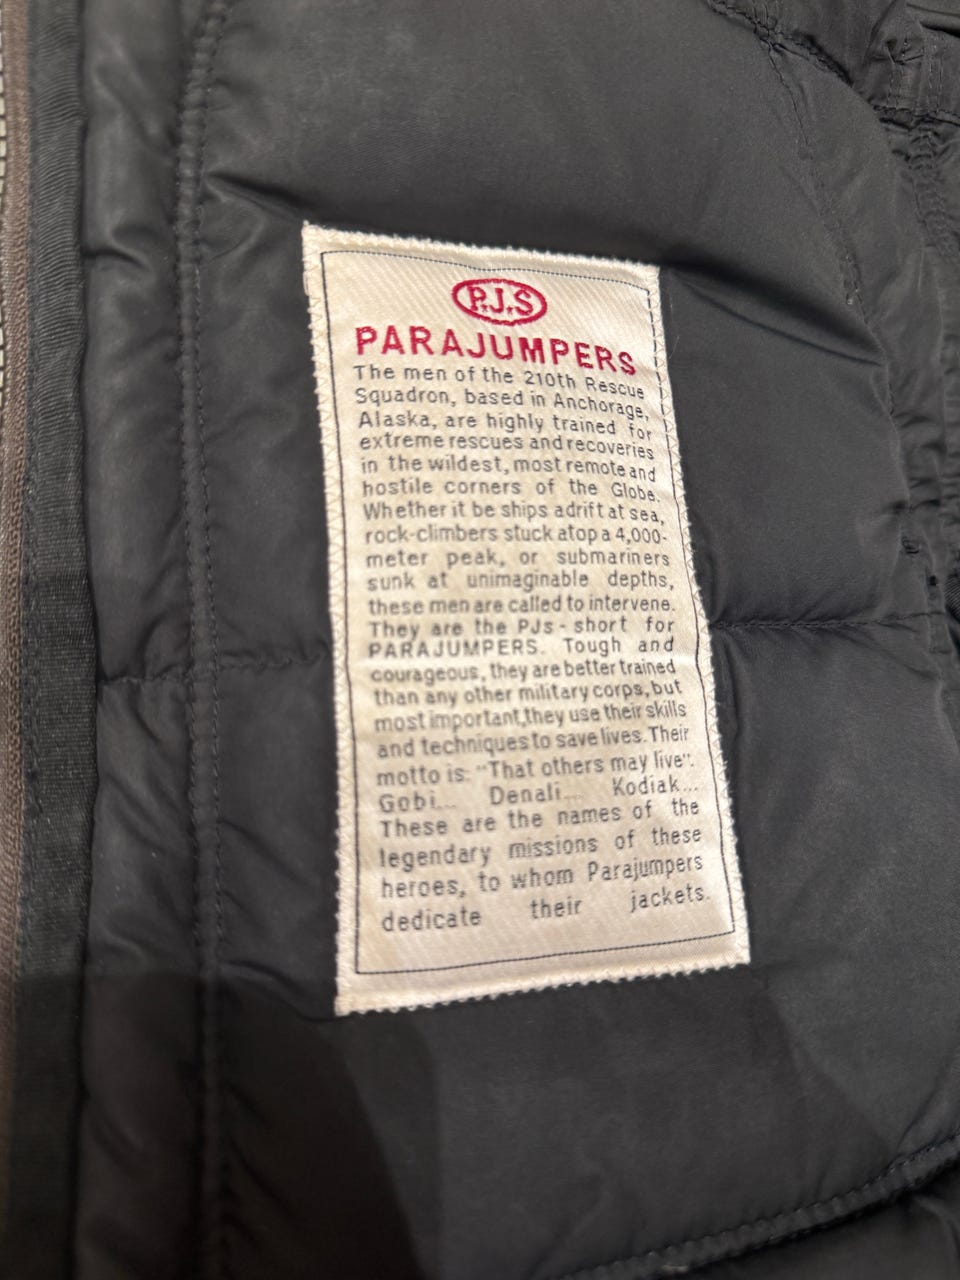 P.J.S
PARAJUMPERS
The men of the 210th Rescue
Squadron, based in Anchorage,
Alaska, are highly trained for
extreme rescues and recoveries
in the wildest, most remote and
hostile corners of the Globe.
Whether it be ships adrift at sea,
rock-climbers stuck atop a 4,000-
meter peak, or submariners
sunk at unimaginable depths,
these men are called to intervene.
They are the PJs - short for
PARAJUMPERS. Tough and
courageous, they are better trained
than any other military corps, but
most important,they use their skills
and techniques to save lives. Their
motto is: "That others may live".
Gobi... Denali... Kodiak...
These are the names of the
legendary missions of these
heroes, to whom Parajumpers
dedicate their jackets.